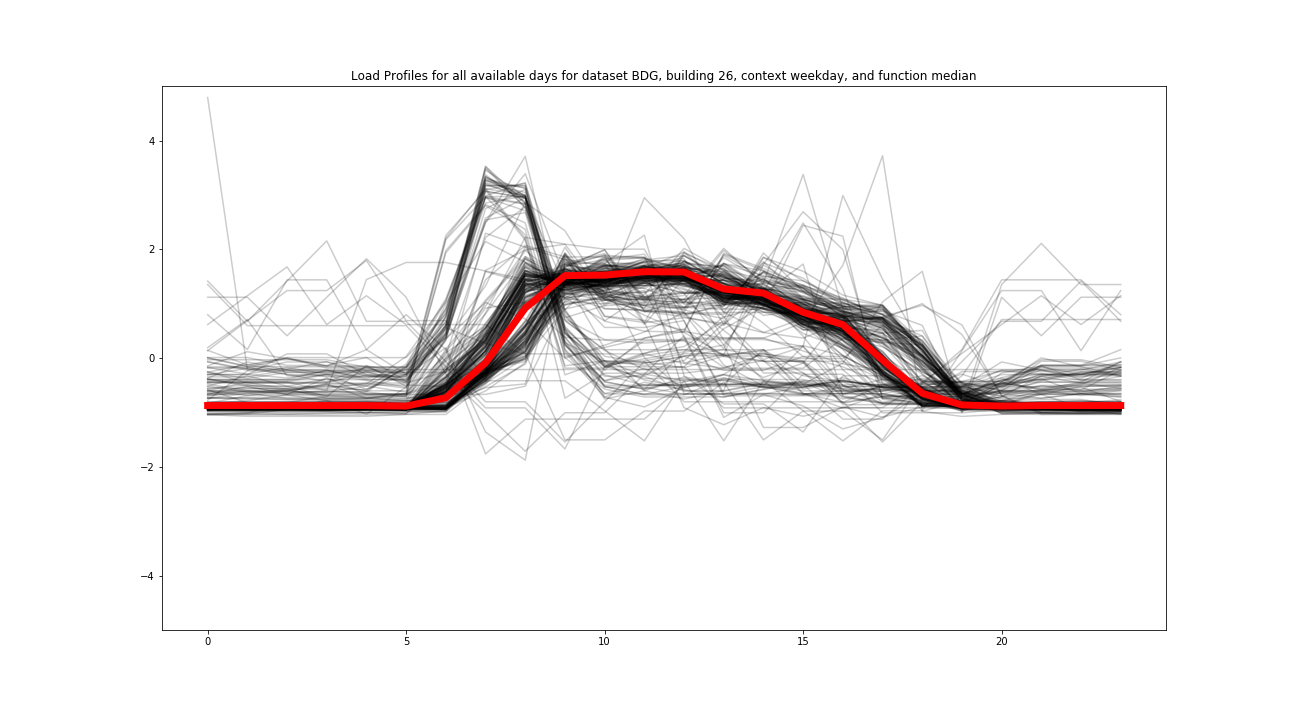 Load Profiles for all available days for dataset BDG, building 26, context weekday, and function median
4
2
0
−2
−4
0 5 10 15 20